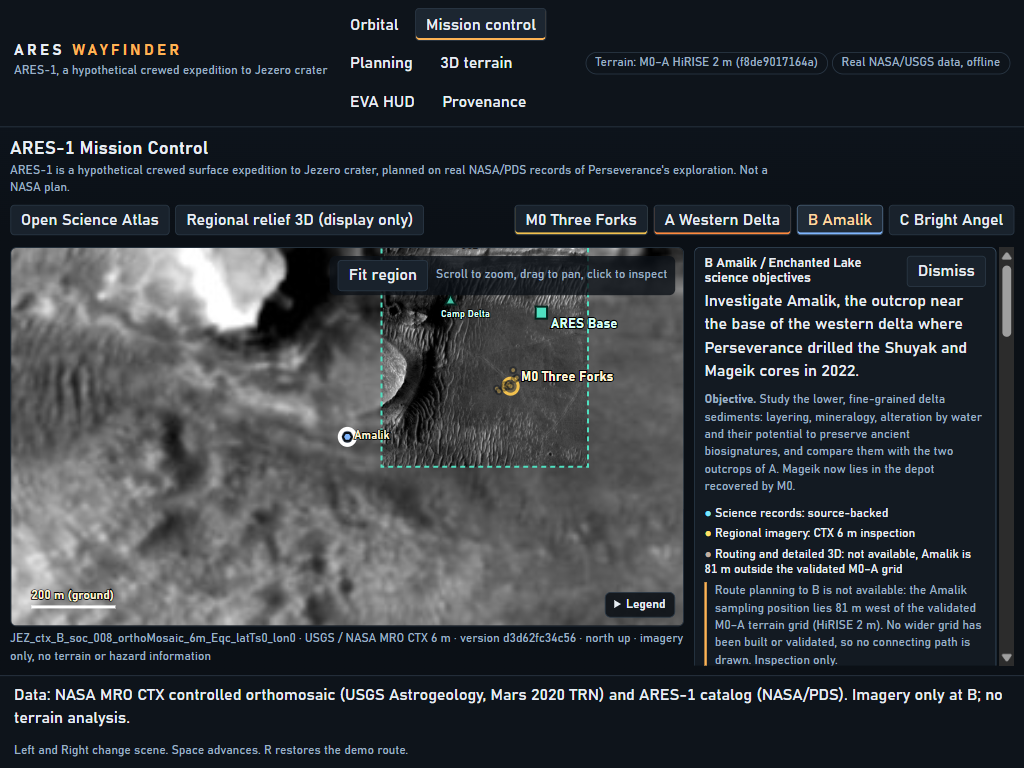 ARES WAYFINDER
ARES-1, a hypothetical crewed expedition to Jezero crater
Orbital
Mission control
Planning
3D terrain
EVA HUD
Provenance
Terrain: M0-A HiRISE 2 m (f8de9017164a)
Real NASA/USGS data, offline
ARES-1 Mission Control
ARES-1 is a hypothetical crewed surface expedition to Jezero crater, planned on real NASA/PDS records of Perseverance's exploration. Not a
NASA plan.
Open Science Atlas
Regional relief 3D (display only)
M0 Three Forks
A Western Delta
B Amalik
C Bright Angel
Fit region
Scroll to zoom, drag to pan, click to inspect
Camp Delta
ARES Base
M0 Three Forks
Amalik
200 m (ground)
▶ Legend
JEZ_ctx_B_soc_008_orthoMosaic_6m_Eqc_latTs0_lon0 · USGS / NASA MRO CTX 6 m · version d3d62fc34c56 · north up · imagery
only, no terrain or hazard information
B Amalik / Enchanted Lake
science objectives
Dismiss
Investigate Amalik, the outcrop near
the base of the western delta where
Perseverance drilled the Shuyak and
Mageik cores in 2022.
Objective. Study the lower, fine-grained delta
sediments: layering, mineralogy, alteration by water
and their potential to preserve ancient
biosignatures, and compare them with the two
outcrops of A. Mageik now lies in the depot
recovered by M0.
Science records: source-backed
Regional imagery: CTX 6 m inspection
Routing and detailed 3D: not available, Amalik is
81 m outside the validated M0-A grid
Route planning to B is not available: the Amalik
sampling position lies 81 m west of the validated
M0-A terrain grid (HiRISE 2 m). No wider grid has
been built or validated, so no connecting path is
drawn. Inspection only.
Data: NASA MRO CTX controlled orthomosaic (USGS Astrogeology, Mars 2020 TRN) and ARES-1 catalog (NASA/PDS). Imagery only at B; no
terrain analysis.
Left and Right change scene. Space advances. R restores the demo route.